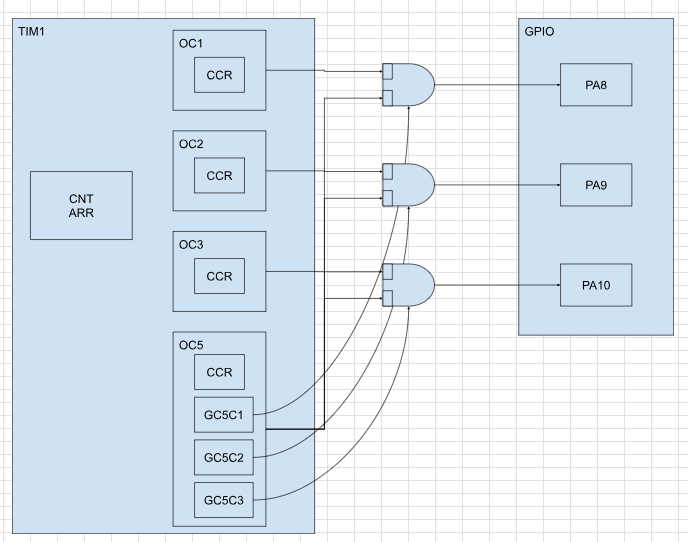 TIM1
OC1
CCR
OC2
CCR
CNT
ARR
OC3
CCR
OC5
CCR
GC5C1
GC5C2
GC5C3
GPIO
PA8
PA9
PA10